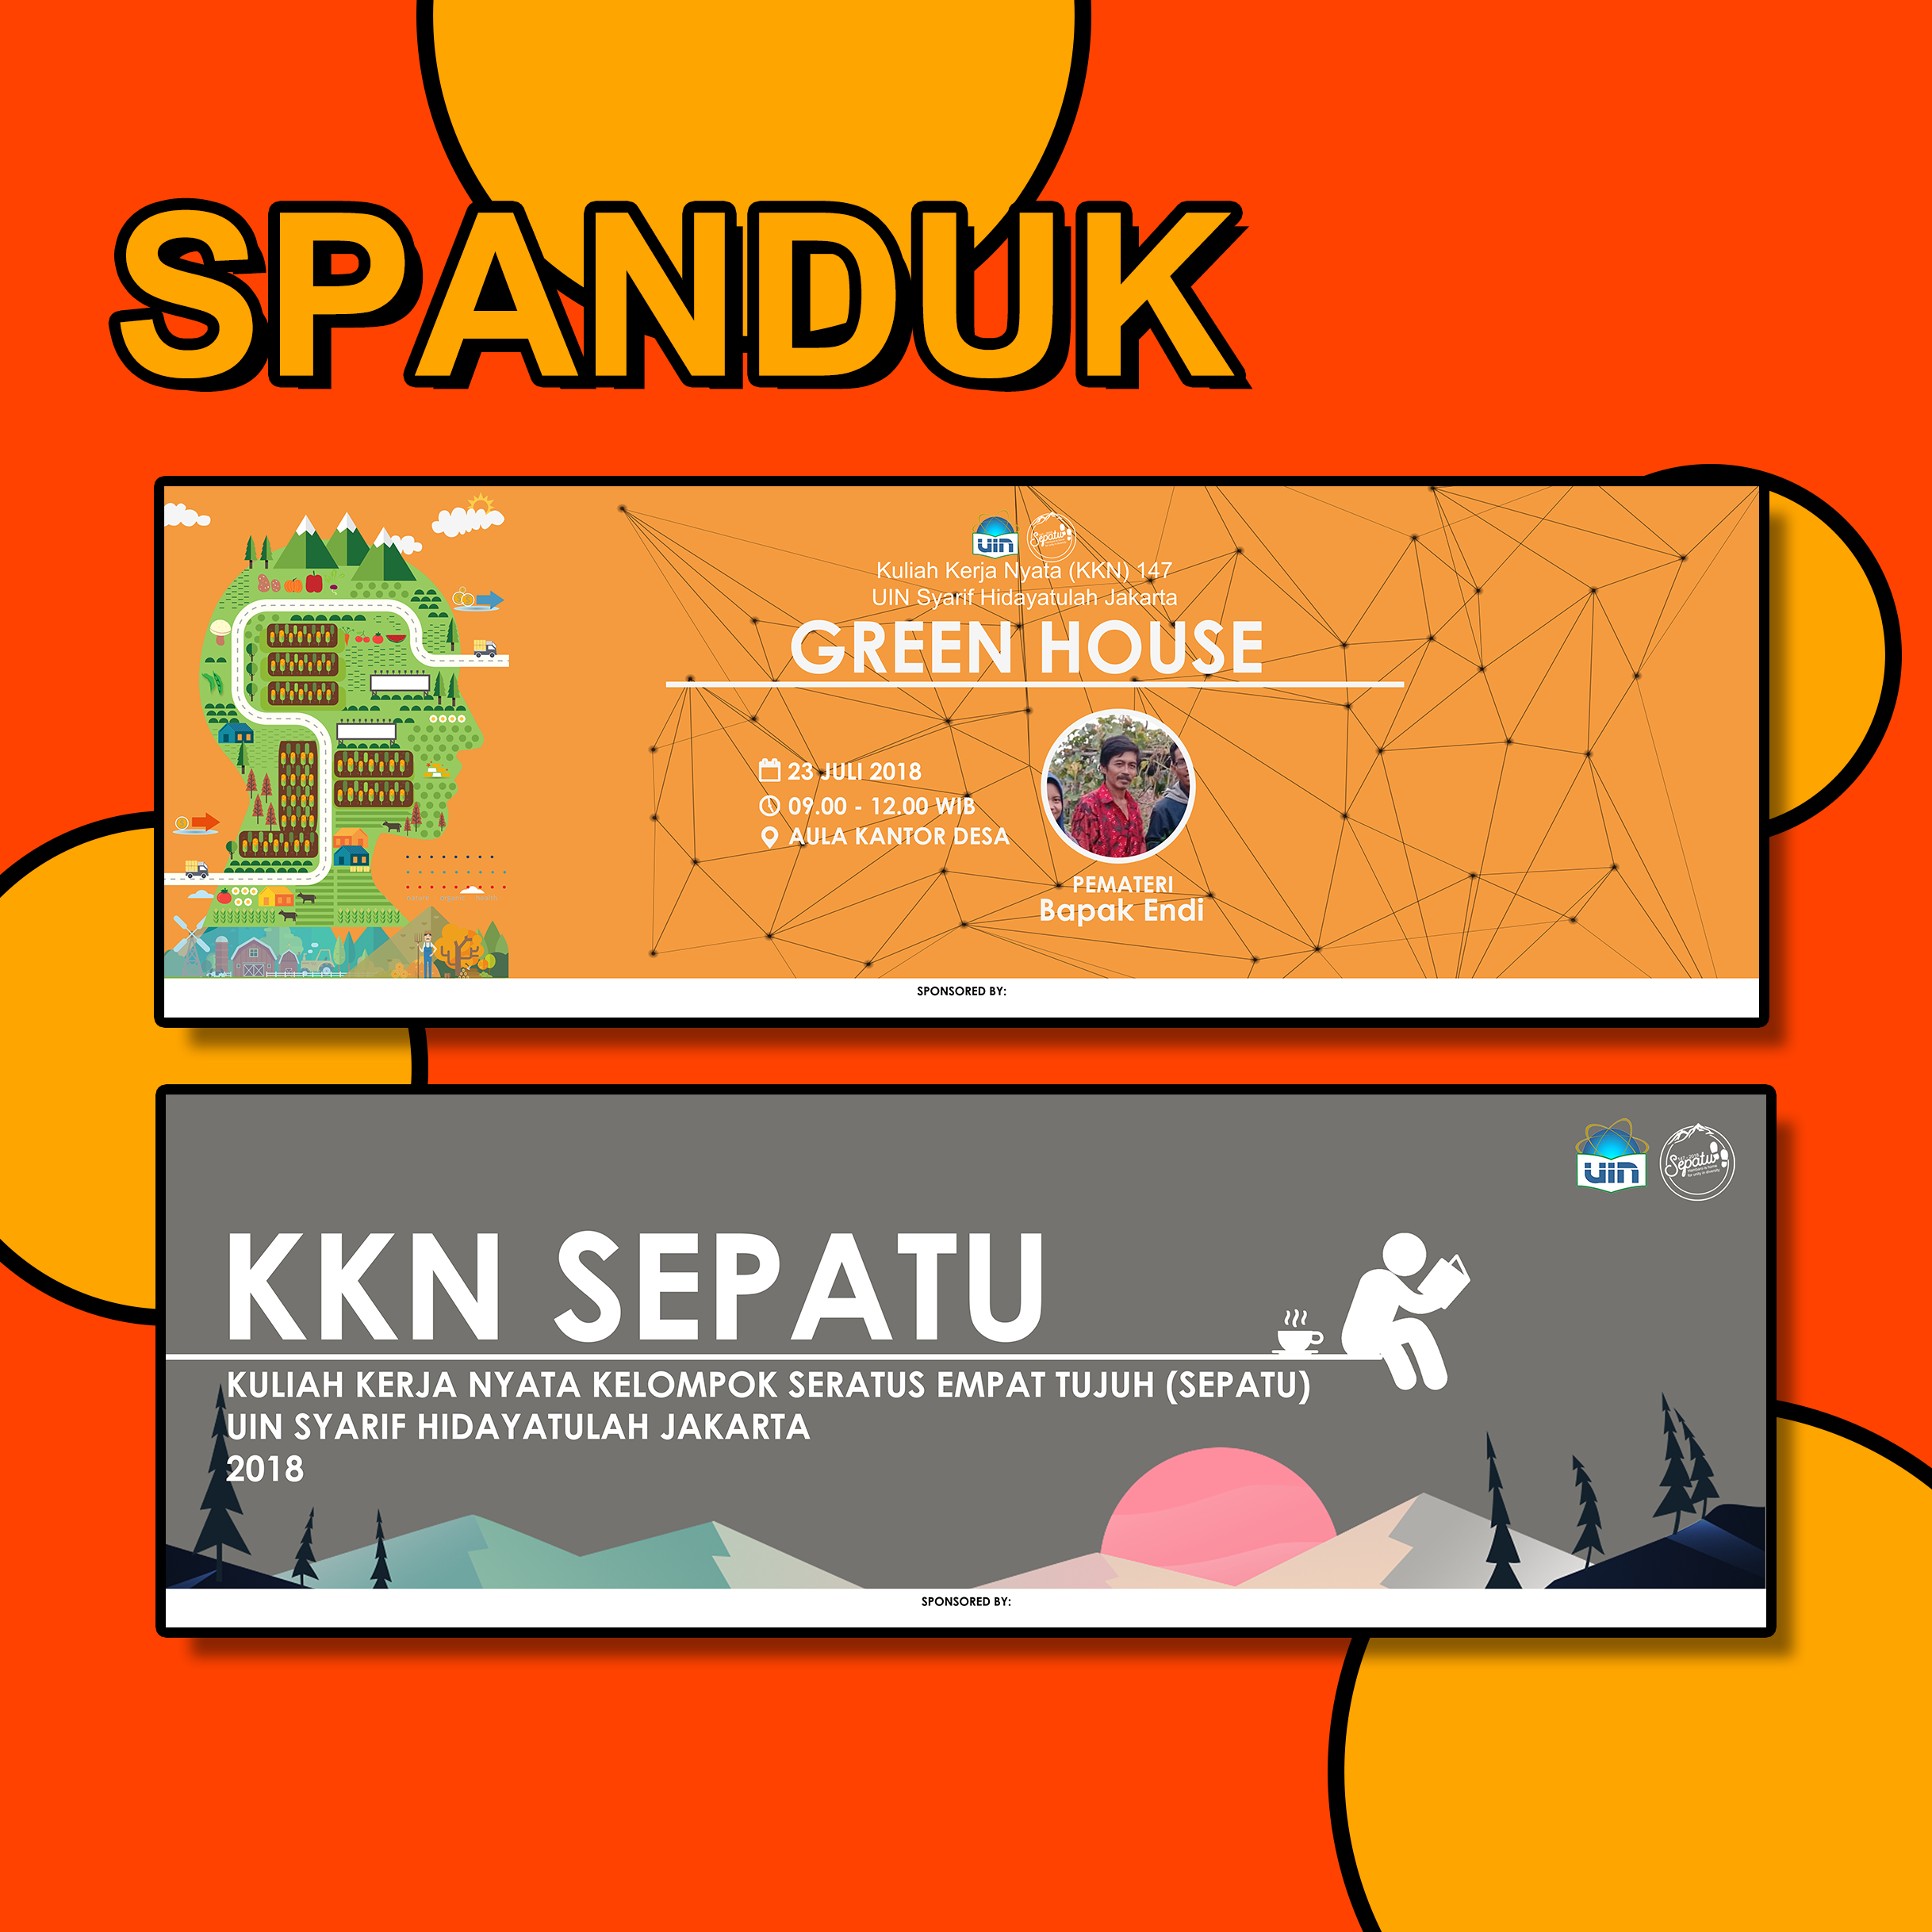 SPANDUK
uin
Sepatu
Kuliah Kerja Nyata (KKN) 147
UIN Syarif Hidayatulah Jakarta
GREEN HOUSE
23 JULI 2018
09.00 - 12.00 WIB
AULA KANTOR DESA
PEMATERI
Bapak Endi
SPONSORED BY:
uin
Sepatu
KKN SEPATU
KULIAH KERJA NYATA KELOMPOK SERATUS EMPAT TUJUH (SEPATU)
UIN SYARIF HIDAYATULAH JAKARTA
2018
SPONSORED BY: